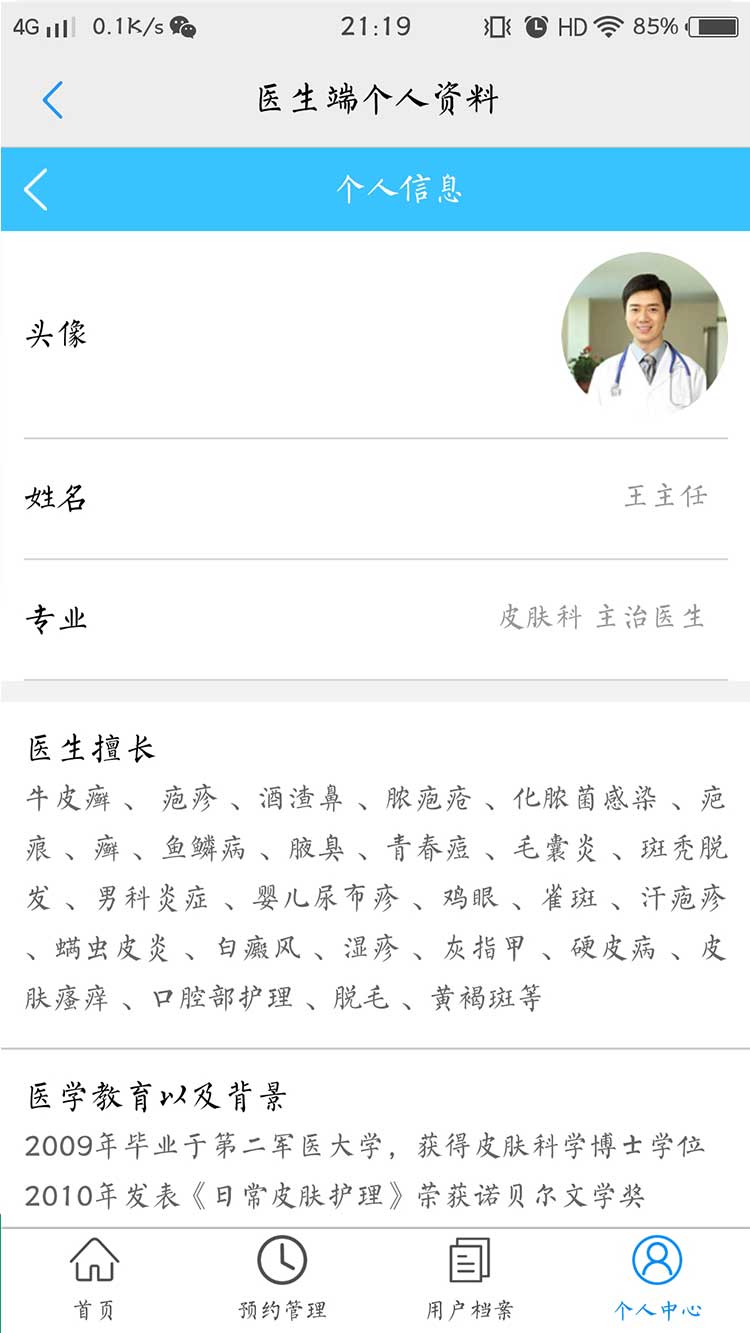 4G 0.1K/s 21:19 HD 85%
医生端个人资料
个人信息
头像
姓名 王主任
专业 皮肤科 主治医生
医生擅长
牛皮癣 、 疱疹 、酒渣鼻 、脓疱疮 、化脓菌感染 、疤
痕 、癣 、鱼鳞病 、腋臭 、青春痘 、毛囊炎 、斑秃脱
发 、男科炎症 、婴儿尿布疹 、鸡眼 、雀斑 、汗疱疹
、螨虫皮炎 、白癜风 、湿疹 、灰指甲 、硬皮病 、皮
肤瘙痒 、口腔部护理 、脱毛 、黄褐斑等
医学教育以及背景
2009年毕业于第二军医大学，获得皮肤科学博士学位
2010年发表《日常皮肤护理》荣获诺贝尔文学奖
首页 预约管理 用户档案 个人中心